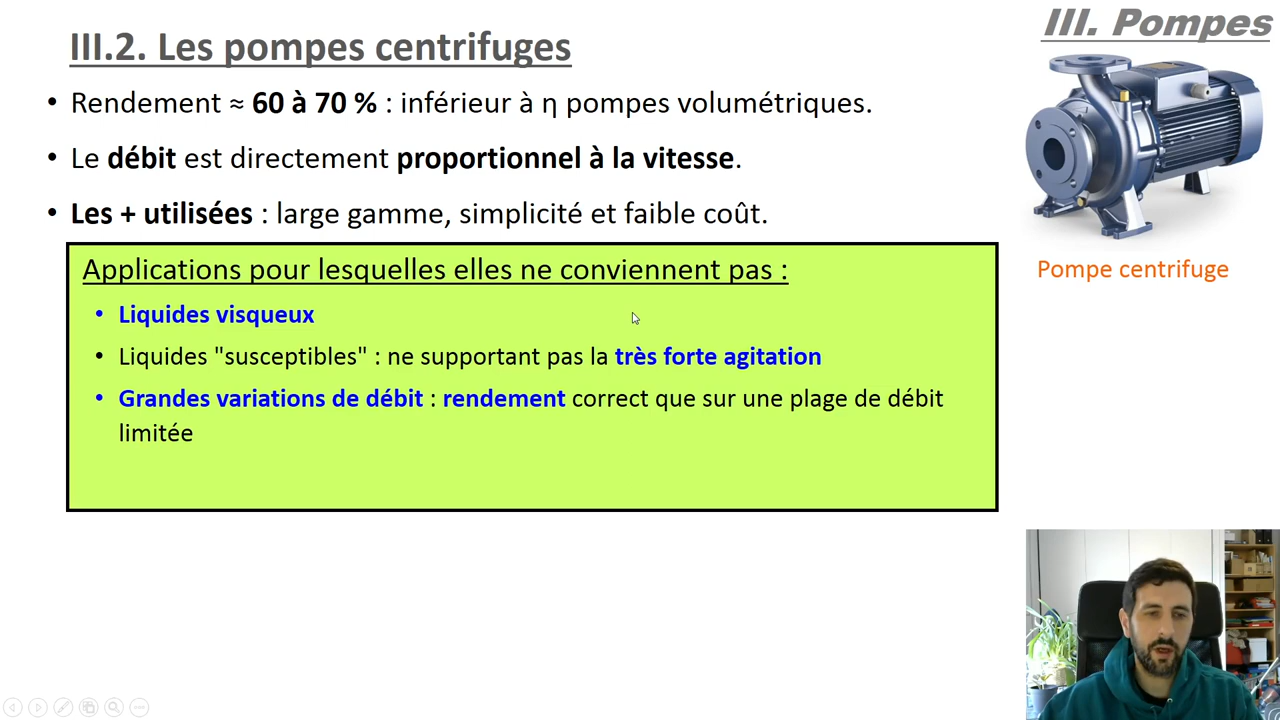 III. Pompes
III.2. Les pompes centrifuges
• Rendement ≈ 60 à 70 % : inférieur à η pompes volumétriques.
• Le débit est directement proportionnel à la vitesse.
• Les + utilisées : large gamme, simplicité et faible coût.
Applications pour lesquelles elles ne conviennent pas :
• Liquides visqueux
• Liquides "susceptibles" : ne supportant pas la très forte agitation
• Grandes variations de débit : rendement correct que sur une plage de débit
limitée
Pompe centrifuge